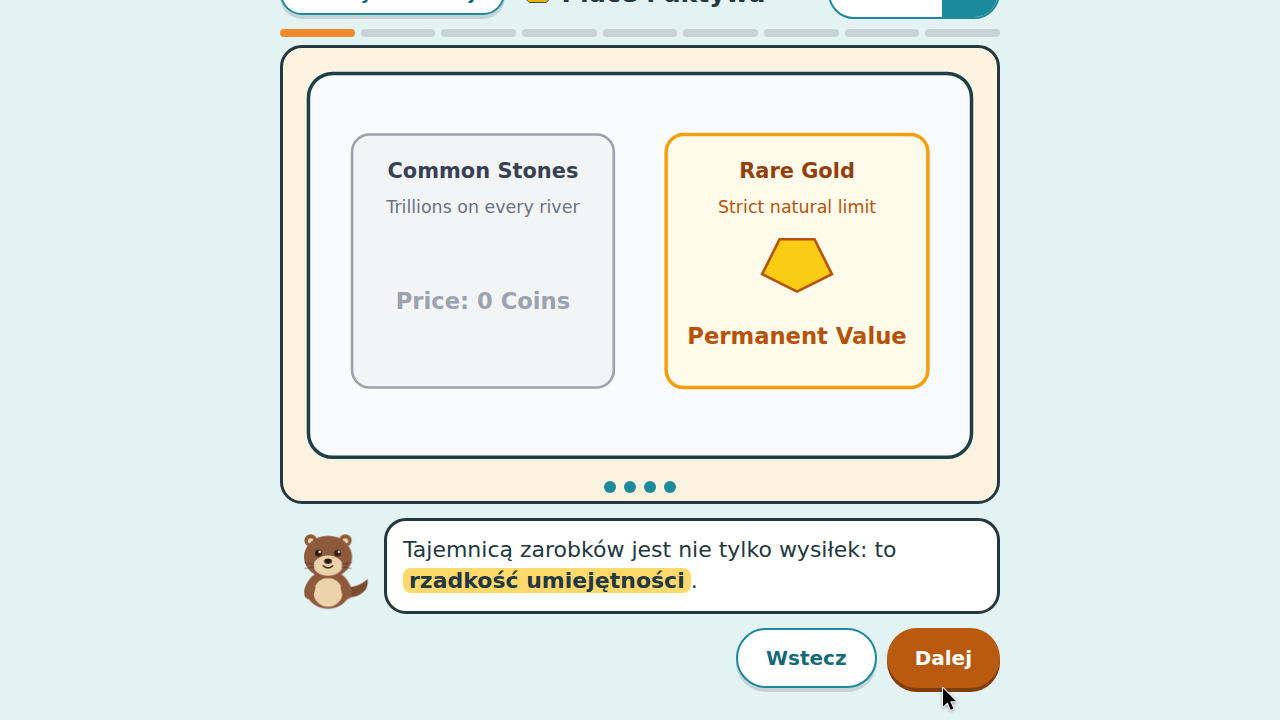 Common Stones
Trillions on every river
Price: 0 Coins
Rare Gold
Strict natural limit
Permanent Value
Tajemnicą zarobków jest nie tylko wysiłek: to
rzadkość umiejętności.
Wstecz
Dalej